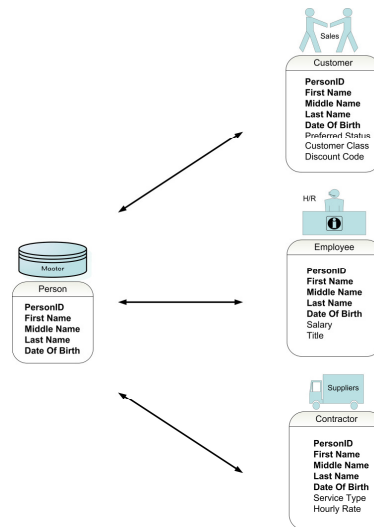 Sales
Customer
PersonID
First Name
Middle Name
Last Name
Date Of Birth
Preferred Status
Customer Class
Discount Code
H/R
Employee
PersonID
First Name
Middle Name
Last Name
Date Of Birth
Salary
Title
Master
Person
PersonID
First Name
Middle Name
Last Name
Date Of Birth
Suppliers
Contractor
PersonID
First Name
Middle Name
Last Name
Date Of Birth
Service Type
Hourly Rate